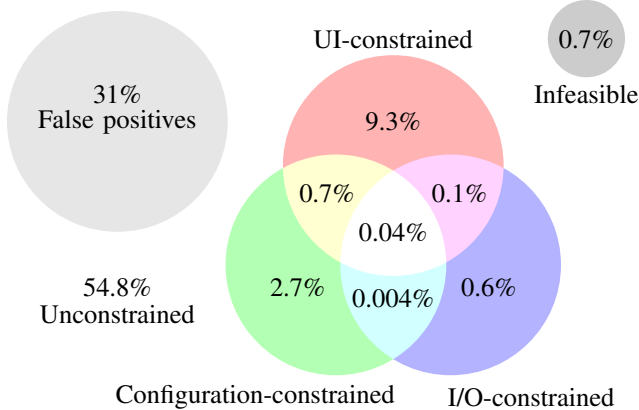 UI-constrained
0.7%
Infeasible
31%
False positives
9.3%
0.7%
0.1%
0.04%
54.8%
Unconstrained
2.7%
0.004%
0.6%
Configuration-constrained
I/O-constrained